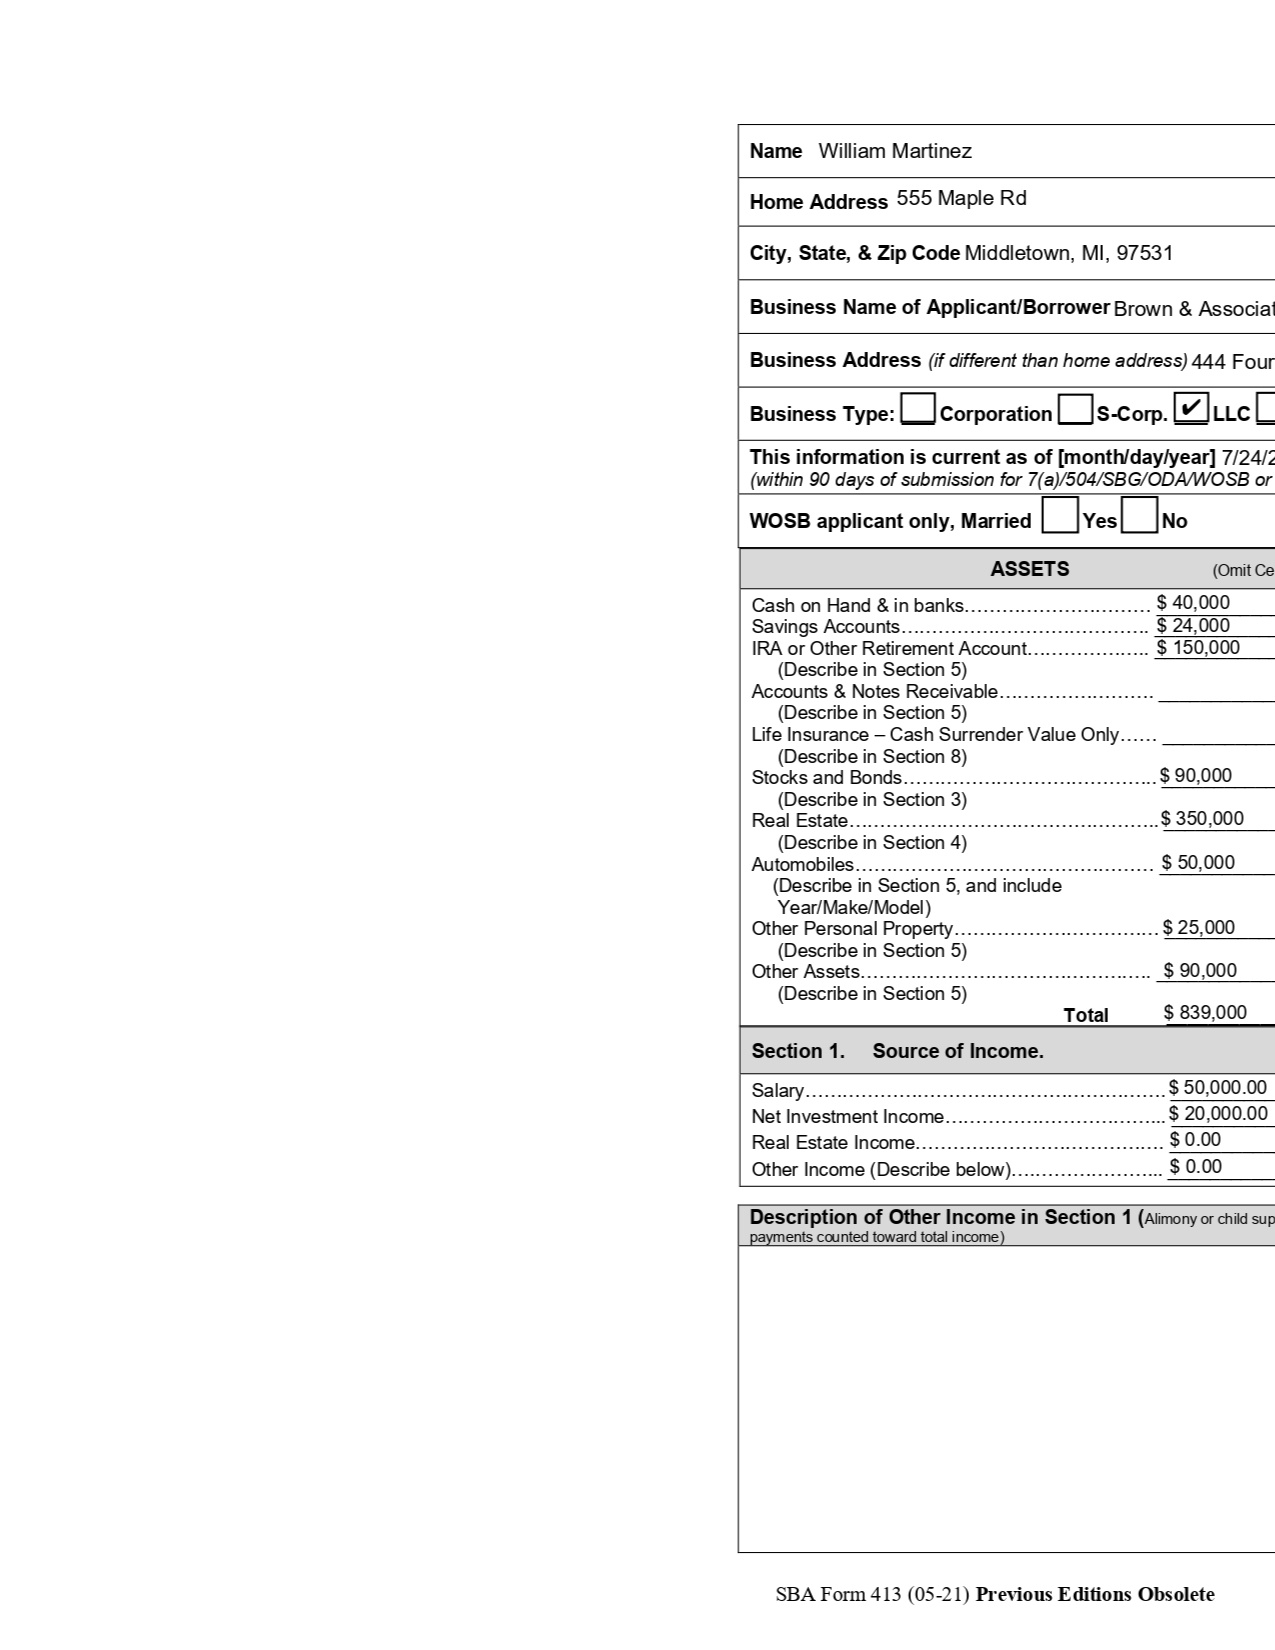 Name William Martinez
Home Address 555 Maple Rd
City, State, & Zip Code Middletown, MI, 97531
Business Name of Applicant/Borrower Brown &
Business Address (if different than home address) 444
Business Type: Corporation S-Corp. ✔ LLC
This information is current as of [month/day/year]
(within 90 days of submission for 7(a)/504/SBG/ODA/WOSB or
WOSB applicant only, Married Yes No
ASSETS (Omit
Cash on Hand & in banks…………………………… $ 40,000
Savings Accounts………………………………….. $ 24,000
IRA or Other Retirement Account……………….. $ 150,000
(Describe in Section 5)
Accounts & Notes Receivable…………………….
(Describe in Section 5)
Life Insurance – Cash Surrender Value Only……
(Describe in Section 8)
Stocks and Bonds………………………………….. $ 90,000
(Describe in Section 3)
Real Estate…………………………………………. $ 350,000
(Describe in Section 4)
Automobiles………………………………………… $ 50,000
(Describe in Section 5, and include
Year/Make/Model)
Other Personal Property…………………………… $ 25,000
(Describe in Section 5)
Other Assets……………………………………….. $ 90,000
(Describe in Section 5)
Total $ 839,000
Section 1. Source of Income.
Salary…………………………………………………. $ 50,000.00
Net Investment Income……………………………... $ 20,000.00
Real Estate Income…………………………………. $ 0.00
Other Income (Describe below)…………………... $ 0.00
Description of Other Income in Section 1 (Alimony or child
payments counted toward total income)
SBA Form 413 (05-21) Previous Editions Obsolete